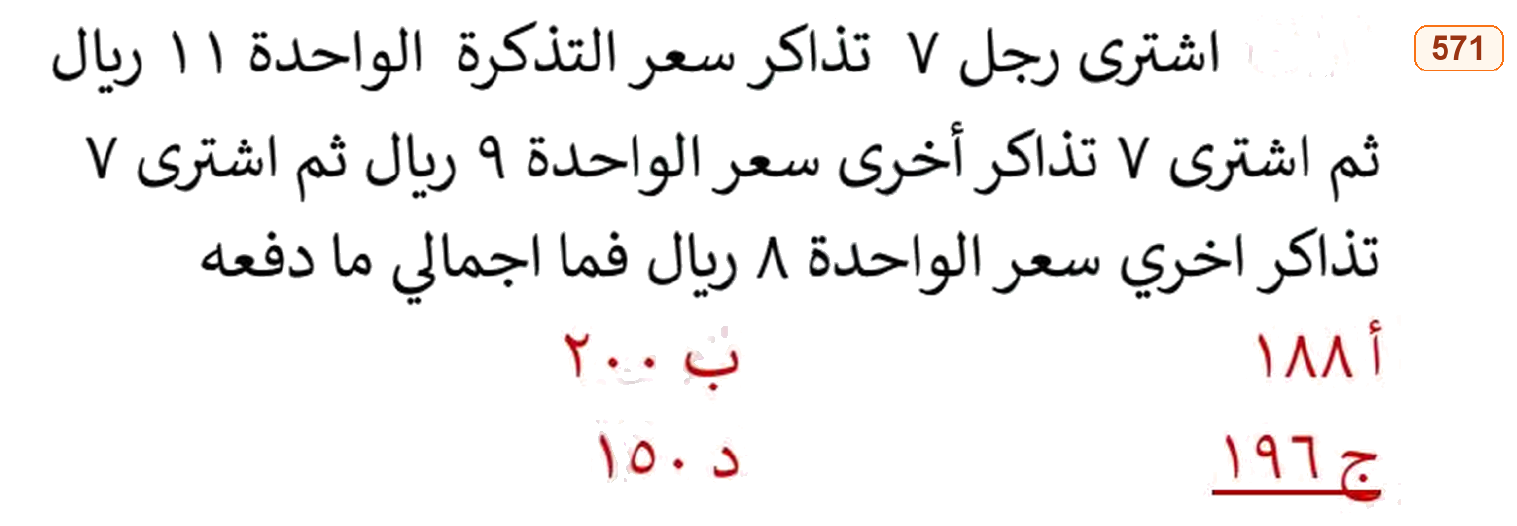 571
اشترى رجل ٧ تذاكر سعر التذكرة الواحدة ١١ ريال
ثم اشترى ٧ تذاكر أخرى سعر الواحدة ٩ ريال ثم اشترى ٧
تذاكر اخري سعر الواحدة ٨ ريال فما اجمالي ما دفعه
أ ١٨٨ ب ٢٠٠
ج ١٩٦ د ١٥٠